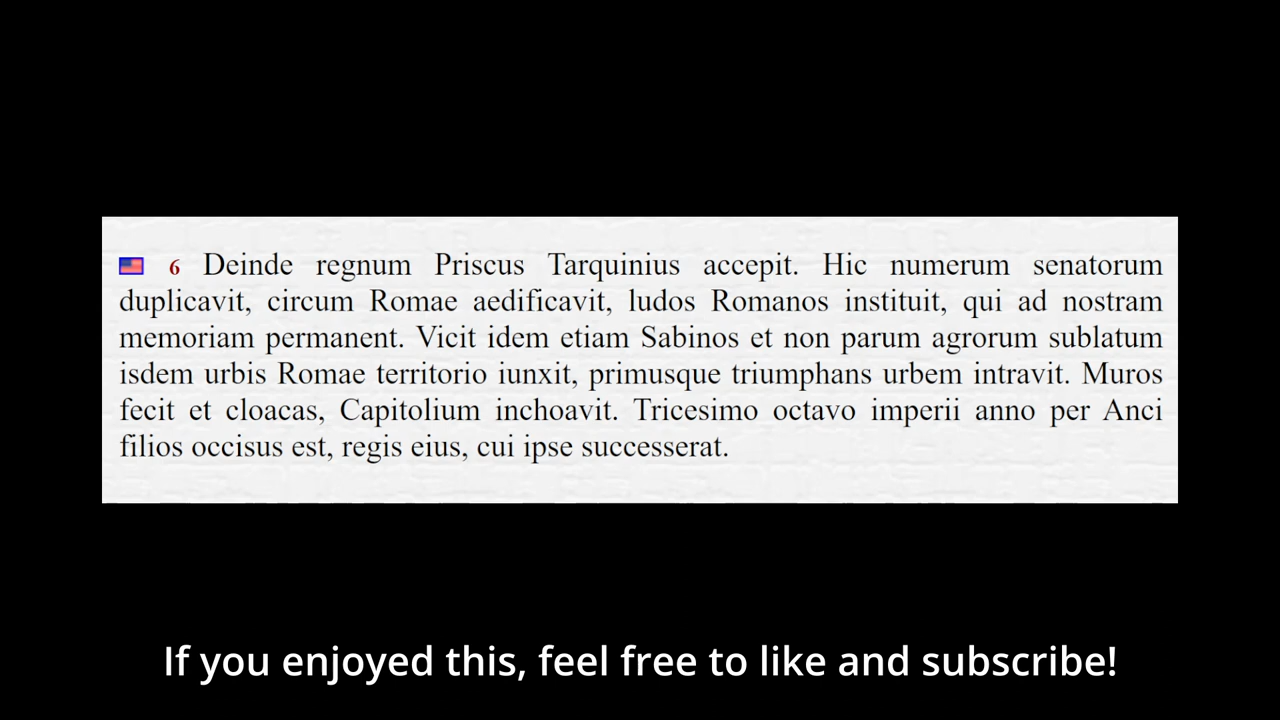 6 Deinde regnum Priscus Tarquinius accepit. Hic numerum senatorum
duplicavit, circum Romae aedificavit, ludos Romanos instituit, qui ad nostram
memoriam permanent. Vicit idem etiam Sabinos et non parum agrorum sublatum
isdem urbis Romae territorio iunxit, primusque triumphans urbem intravit. Muros
fecit et cloacas, Capitolium inchoavit. Tricesimo octavo imperii anno per Anci
filios occisus est, regis eius, cui ipse successerat.
If you enjoyed this, feel free to like and subscribe!